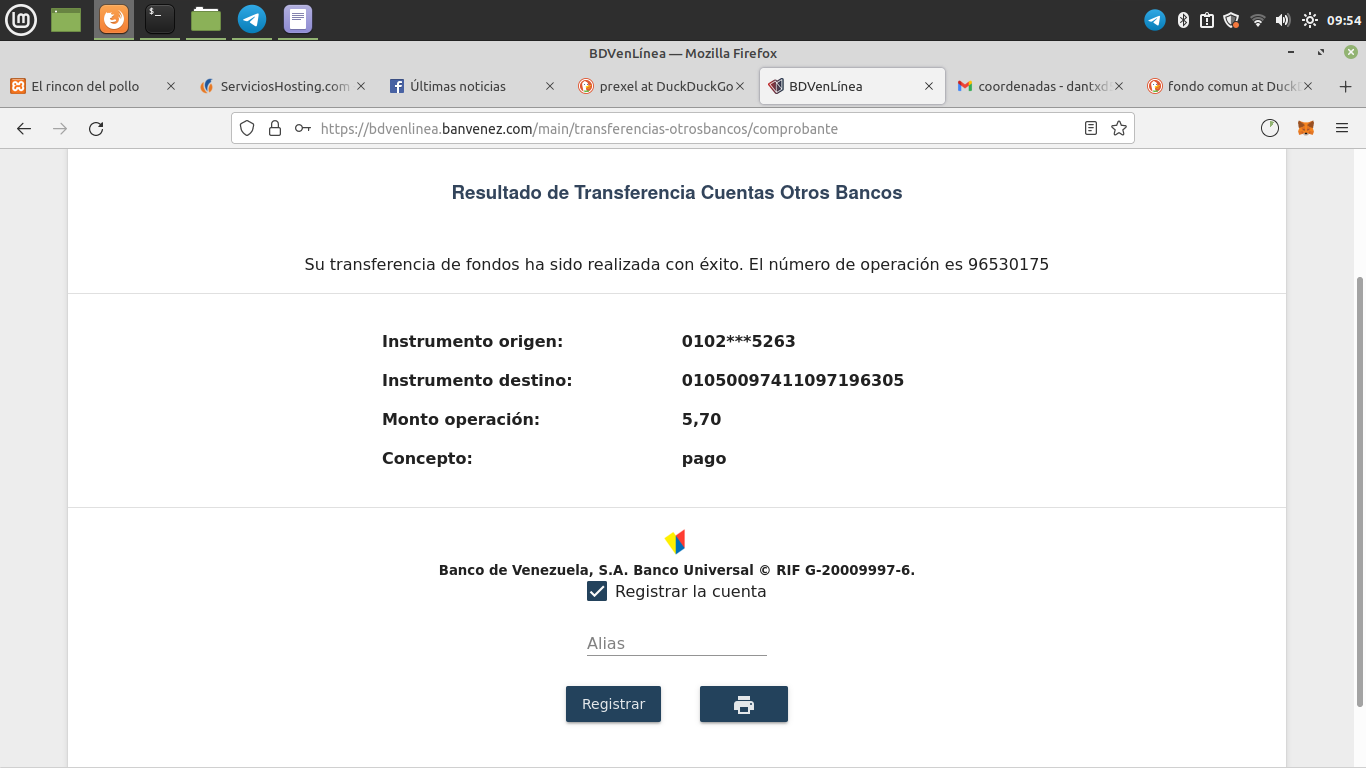 09:54
BDVenLínea — Mozilla Firefox
El rincon del pollo
ServiciosHosting.com
Últimas noticias
prexel at DuckDuckGo
BDVenLínea
coordenadas - dantxd
fondo comun at Duck
https://bdvenlinea.banvenez.com/main/transferencias-otrosbancos/comprobante
Resultado de Transferencia Cuentas Otros Bancos
Su transferencia de fondos ha sido realizada con éxito. El número de operación es 96530175
Instrumento origen: 0102***5263
Instrumento destino: 01050097411097196305
Monto operación: 5,70
Concepto: pago
Banco de Venezuela, S.A. Banco Universal © RIF G-20009997-6.
Registrar la cuenta
Alias
Registrar